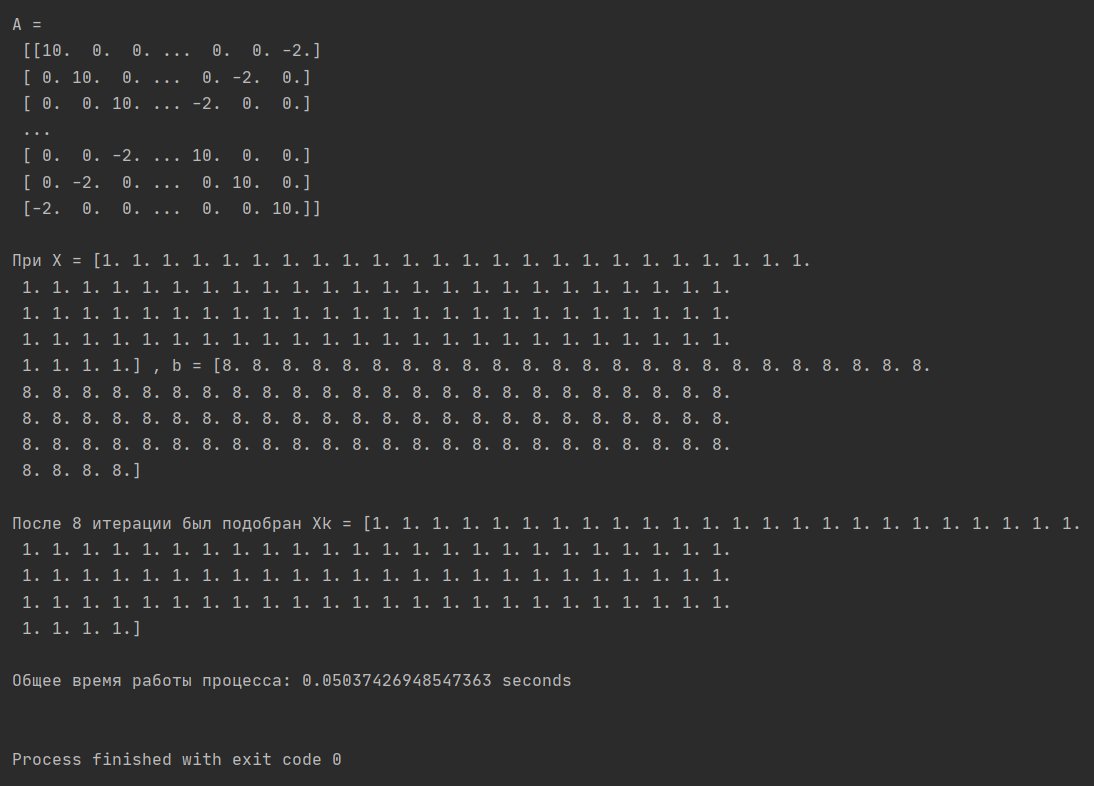 A =
 [[10.  0.  0. ...  0.  0. -2.]
 [ 0. 10.  0. ...  0. -2.  0.]
 [ 0.  0. 10. ... -2.  0.  0.]
 ...
 [ 0.  0. -2. ... 10.  0.  0.]
 [ 0. -2.  0. ...  0. 10.  0.]
 [-2.  0.  0. ...  0.  0. 10.]]
При X = [1. 1. 1. 1. 1. 1. 1. 1. 1. 1. 1. 1. 1. 1. 1. 1. 1. 1. 1. 1. 1. 1. 1. 1.
 1. 1. 1. 1. 1. 1. 1. 1. 1. 1. 1. 1. 1. 1. 1. 1. 1. 1. 1. 1. 1. 1. 1. 1.
 1. 1. 1. 1. 1. 1. 1. 1. 1. 1. 1. 1. 1. 1. 1. 1. 1. 1. 1. 1. 1. 1. 1. 1.
 1. 1. 1. 1. 1. 1. 1. 1. 1. 1. 1. 1. 1. 1. 1. 1. 1. 1. 1. 1. 1. 1. 1. 1.
 1. 1. 1. 1.] , b = [8. 8. 8. 8. 8. 8. 8. 8. 8. 8. 8. 8. 8. 8. 8. 8. 8. 8. 8. 8. 8. 8. 8. 8.
 8. 8. 8. 8. 8. 8. 8. 8. 8. 8. 8. 8. 8. 8. 8. 8. 8. 8. 8. 8. 8. 8. 8. 8.
 8. 8. 8. 8. 8. 8. 8. 8. 8. 8. 8. 8. 8. 8. 8. 8. 8. 8. 8. 8. 8. 8. 8. 8.
 8. 8. 8. 8. 8. 8. 8. 8. 8. 8. 8. 8. 8. 8. 8. 8. 8. 8. 8. 8. 8. 8. 8. 8.
 8. 8. 8. 8.]
После 8 итерации был подобран Xk = [1. 1. 1. 1. 1. 1. 1. 1. 1. 1. 1. 1. 1. 1. 1. 1. 1. 1. 1. 1. 1. 1. 1. 1.
 1. 1. 1. 1. 1. 1. 1. 1. 1. 1. 1. 1. 1. 1. 1. 1. 1. 1. 1. 1. 1. 1. 1. 1.
 1. 1. 1. 1. 1. 1. 1. 1. 1. 1. 1. 1. 1. 1. 1. 1. 1. 1. 1. 1. 1. 1. 1. 1.
 1. 1. 1. 1. 1. 1. 1. 1. 1. 1. 1. 1. 1. 1. 1. 1. 1. 1. 1. 1. 1. 1. 1. 1.
 1. 1. 1. 1.]
Общее время работы процесса: 0.05037426948547363 seconds
Process finished with exit code 0